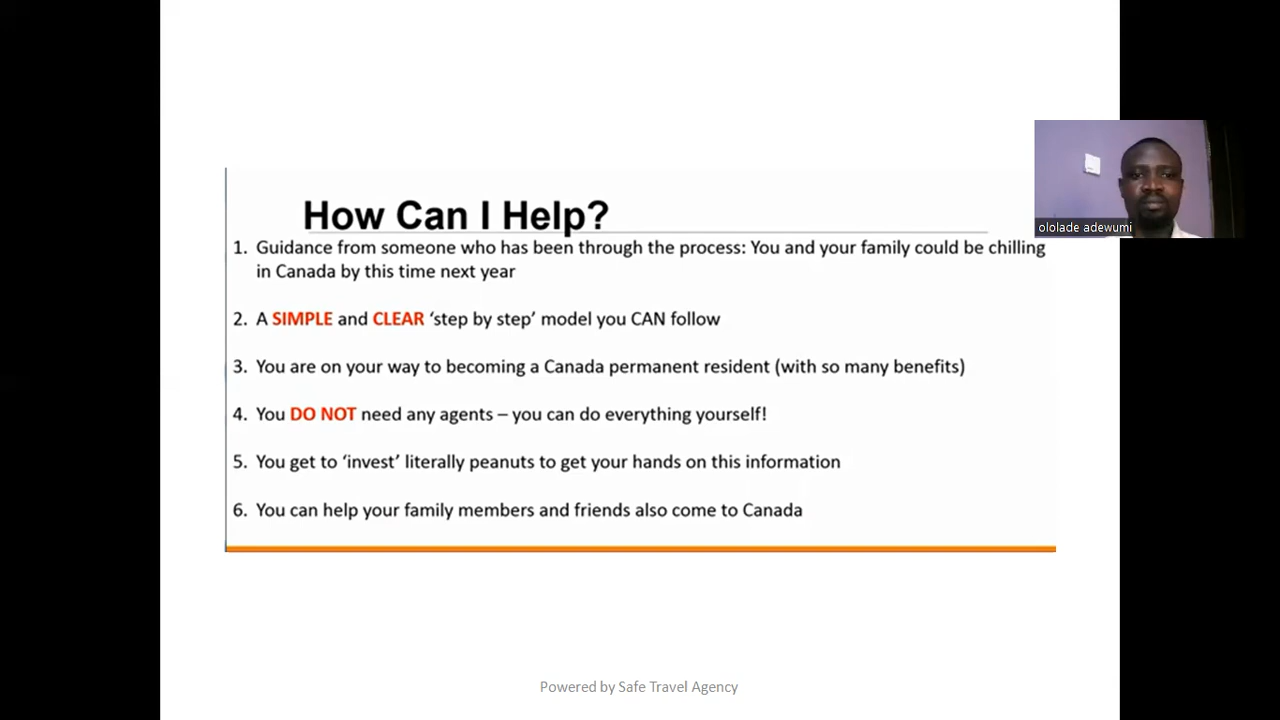 How Can I Help?
1. Guidance from someone who has been through the process: You and your family could be chilling
in Canada by this time next year
2. A SIMPLE and CLEAR ‘step by step’ model you CAN follow
3. You are on your way to becoming a Canada permanent resident (with so many benefits)
4. You DO NOT need any agents – you can do everything yourself!
5. You get to ‘invest’ literally peanuts to get your hands on this information
6. You can help your family members and friends also come to Canada
ololade adewumi
Powered by Safe Travel Agency